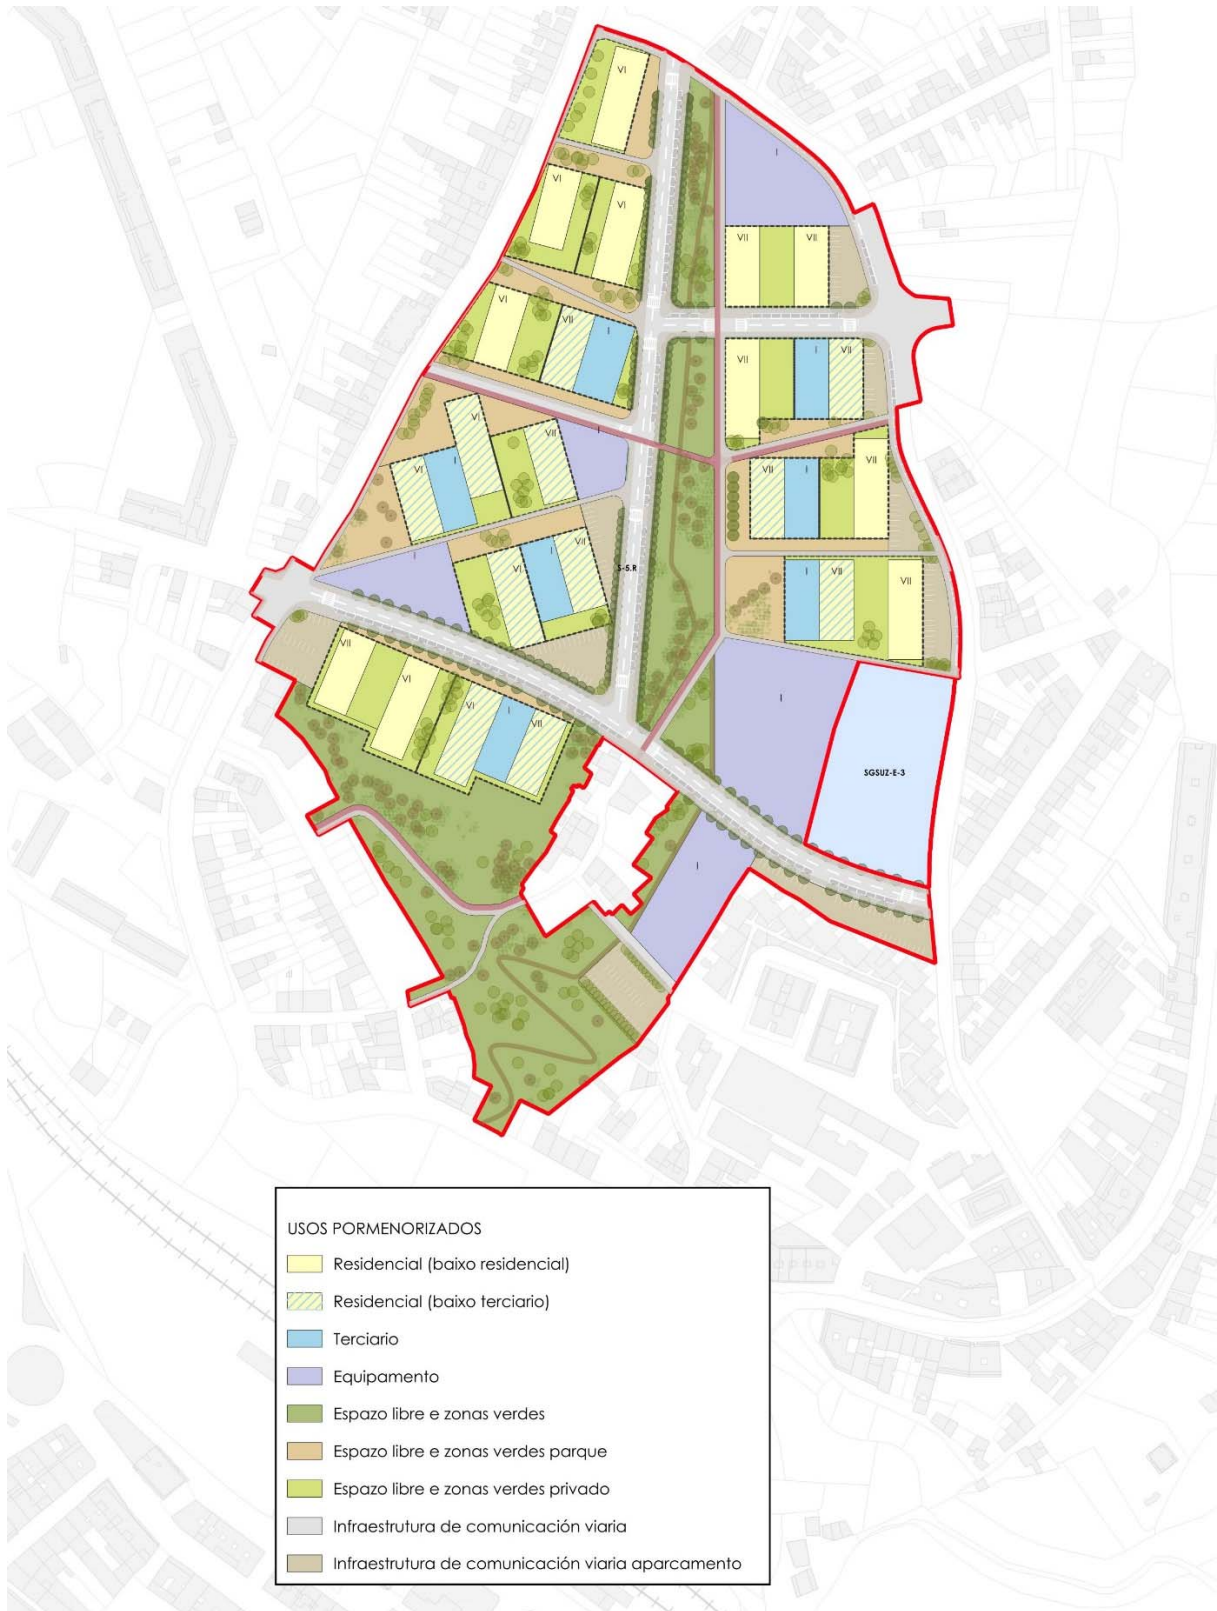 VI
I
VI
VI
VII
VII
VI
VII
I
VII
I
VII
VI
VII
I
VI
I
VII
VII
I
I
VII
VI
I
VII
S-5.R
I
VII
VII
VII
VI
VI
I
VII
I
SGSUZ-E-3
I
USOS PORMENORIZADOS
Residencial (baixo residencial)
Residencial (baixo terciario)
Terciario
Equipamento
Espazo libre e zonas verdes
Espazo libre e zonas verdes parque
Espazo libre e zonas verdes privado
Infraestrutura de comunicación viaria
Infraestrutura de comunicación viaria aparcamento